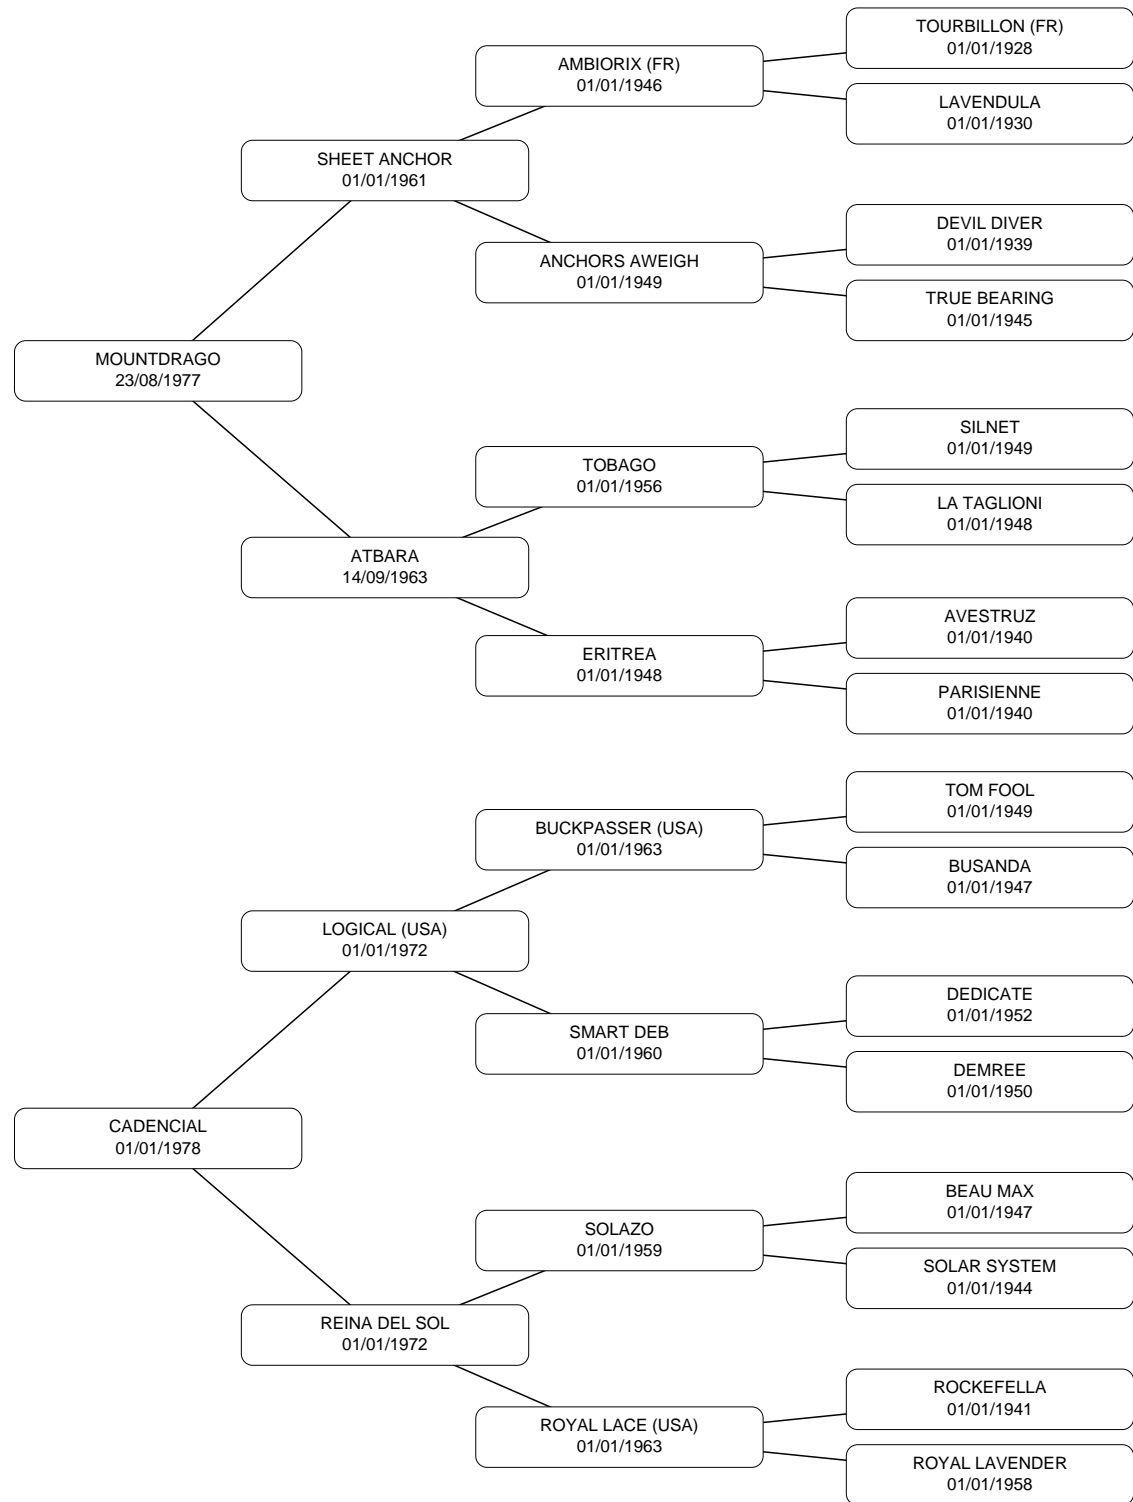 TOURBILLON (FR)
01/01/1928
AMBIORIX (FR)
01/01/1946
LAVENDULA
01/01/1930
SHEET ANCHOR
01/01/1961
DEVIL DIVER
01/01/1939
ANCHORS AWEIGH
01/01/1949
TRUE BEARING
01/01/1945
MOUNTDRAGO
23/08/1977
SILNET
01/01/1949
TOBAGO
01/01/1956
LA TAGLIONI
01/01/1948
ATBARA
14/09/1963
AVESTRUZ
01/01/1940
ERITREA
01/01/1948
PARISIENNE
01/01/1940
TOM FOOL
01/01/1949
BUCKPASSER (USA)
01/01/1963
BUSANDA
01/01/1947
LOGICAL (USA)
01/01/1972
DEDICATE
01/01/1952
SMART DEB
01/01/1960
DEMREE
01/01/1950
CADENCIAL
01/01/1978
BEAU MAX
01/01/1947
SOLAZO
01/01/1959
SOLAR SYSTEM
01/01/1944
REINA DEL SOL
01/01/1972
ROCKEFELLA
01/01/1941
ROYAL LACE (USA)
01/01/1963
ROYAL LAVENDER
01/01/1958